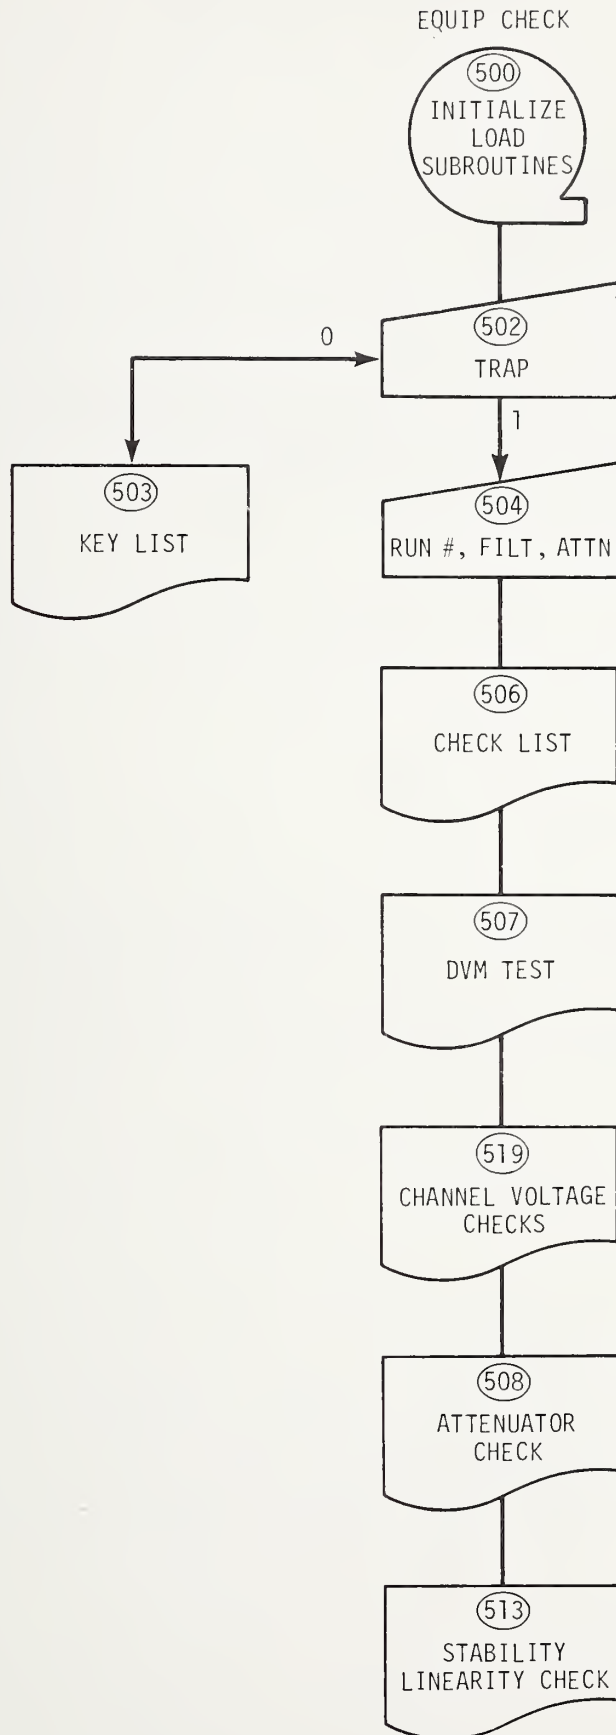 EQUIP CHECK
500
INITIALIZE
LOAD
SUBROUTINES
502
TRAP
0
1
503
KEY LIST
504
RUN #, FILT, ATTN
506
CHECK LIST
507
DVM TEST
519
CHANNEL VOLTAGE
CHECKS
508
ATTENUATOR
CHECK
513
STABILITY
LINEARITY CHECK